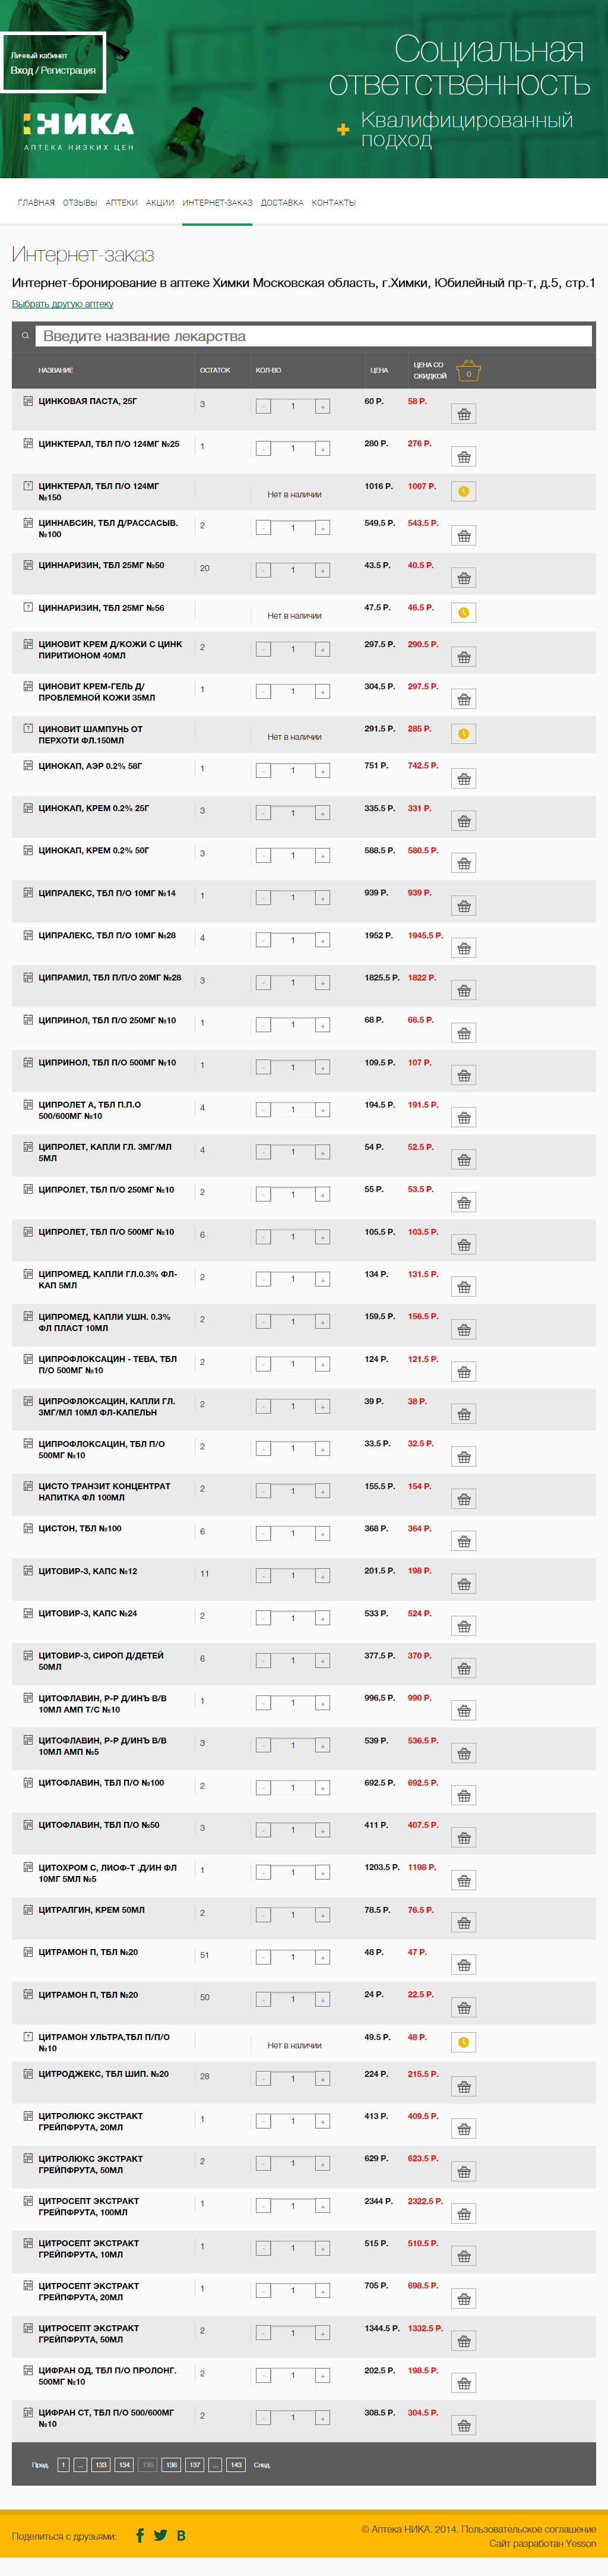 Личный кабинет
Вход / Регистрация
НИКА
АПТЕКА НИЗКИХ ЦЕН
Социальная
ответственность
Квалифицированный
подход
ГЛАВНАЯ ОТЗЫВЫ АПТЕКИ АКЦИИ ИНТЕРНЕТ-ЗАКАЗ ДОСТАВКА КОНТАКТЫ
Интернет-заказ
Интернет-бронирование в аптеке Химки Московская область, г.Химки, Юбилейный пр-т, д.5, стр.1
Выбрать другую аптеку
Введите название лекарства
НАЗВАНИЕ ОСТАТОК КОЛ-ВО ЦЕНА ЦЕНА СО
СКИДКОЙ 0
ЦИНКОВАЯ ПАСТА, 25Г 3 - 1 + 60 Р. 58 Р.
ЦИНКТЕРАЛ, ТБЛ П/О 124МГ №25 1 - 1 + 280 Р. 276 Р.
ЦИНКТЕРАЛ, ТБЛ П/О 124МГ 1016 Р. 1007 Р.
№150 Нет в наличии
ЦИННАБСИН, ТБЛ Д/РАССАСЫВ. 2 - 1 + 549.5 Р. 543.5 Р.
№100
ЦИННАРИЗИН, ТБЛ 25МГ №50 20 - 1 + 43.5 Р. 40.5 Р.
ЦИННАРИЗИН, ТБЛ 25МГ №56 Нет в наличии 47.5 Р. 46.5 Р.
ЦИНОВИТ КРЕМ Д/КОЖИ С ЦИНК 2 - 1 + 297.5 Р. 290.5 Р.
ПИРИТИОНОМ 40МЛ
ЦИНОВИТ КРЕМ-ГЕЛЬ Д/ 1 - 1 + 304.5 Р. 297.5 Р.
ПРОБЛЕМНОЙ КОЖИ 35МЛ
ЦИНОВИТ ШАМПУНЬ ОТ 291.5 Р. 285 Р.
ПЕРХОТИ ФЛ.150МЛ Нет в наличии
ЦИНОКАП, АЭР 0.2% 58Г 1 - 1 + 751 Р. 742.5 Р.
ЦИНОКАП, КРЕМ 0.2% 25Г 3 - 1 + 335.5 Р. 331 Р.
ЦИНОКАП, КРЕМ 0.2% 50Г 3 - 1 + 588.5 Р. 580.5 Р.
ЦИПРАЛЕКС, ТБЛ П/О 10МГ №14 1 - 1 + 939 Р. 939 Р.
ЦИПРАЛЕКС, ТБЛ П/О 10МГ №28 4 - 1 + 1952 Р. 1945.5 Р.
ЦИПРАМИЛ, ТБЛ П/П/О 20МГ №28 3 - 1 + 1825.5 Р. 1822 Р.
ЦИПРИНОЛ, ТБЛ П/О 250МГ №10 1 - 1 + 68 Р. 66.5 Р.
ЦИПРИНОЛ, ТБЛ П/О 500МГ №10 1 - 1 + 109.5 Р. 107 Р.
ЦИПРОЛЕТ А, ТБЛ П.П.О 4 - 1 + 194.5 Р. 191.5 Р.
500/600МГ №10
ЦИПРОЛЕТ, КАПЛИ ГЛ. 3МГ/МЛ 4 - 1 + 54 Р. 52.5 Р.
5МЛ
ЦИПРОЛЕТ, ТБЛ П/О 250МГ №10 2 - 1 + 55 Р. 53.5 Р.
ЦИПРОЛЕТ, ТБЛ П/О 500МГ №10 6 - 1 + 105.5 Р. 103.5 Р.
ЦИПРОМЕД, КАПЛИ ГЛ.0.3% ФЛ- 2 - 1 + 134 Р. 131.5 Р.
КАП 5МЛ
ЦИПРОМЕД, КАПЛИ УШН. 0.3% 2 - 1 + 159.5 Р. 156.5 Р.
ФЛ ПЛАСТ 10МЛ
ЦИПРОФЛОКСАЦИН - ТЕВА, ТБЛ 2 - 1 + 124 Р. 121.5 Р.
П/О 500МГ №10
ЦИПРОФЛОКСАЦИН, КАПЛИ ГЛ. 2 - 1 + 39 Р. 38 Р.
3МГ/МЛ 10МЛ ФЛ-КАПЕЛЬН
ЦИПРОФЛОКСАЦИН, ТБЛ П/О 2 - 1 + 33.5 Р. 32.5 Р.
500МГ №10
ЦИСТО ТРАНЗИТ КОНЦЕНТРАТ 2 - 1 + 155.5 Р. 154 Р.
НАПИТКА ФЛ 100МЛ
ЦИСТОН, ТБЛ №100 6 - 1 + 368 Р. 364 Р.
ЦИТОВИР-3, КАПС №12 11 - 1 + 201.5 Р. 198 Р.
ЦИТОВИР-3, КАПС №24 2 - 1 + 533 Р. 524 Р.
ЦИТОВИР-3, СИРОП Д/ДЕТЕЙ 6 - 1 + 377.5 Р. 370 Р.
50МЛ
ЦИТОФЛАВИН, Р-Р Д/ИНЪ В/В 1 - 1 + 996.5 Р. 990 Р.
10МЛ АМП Т/С №10
ЦИТОФЛАВИН, Р-Р Д/ИНЪ В/В 3 - 1 + 539 Р. 536.5 Р.
10МЛ АМП №5
ЦИТОФЛАВИН, ТБЛ П/О №100 2 - 1 + 692.5 Р. 692.5 Р.
ЦИТОФЛАВИН, ТБЛ П/О №50 3 - 1 + 411 Р. 407.5 Р.
ЦИТОХРОМ С, ЛИОФ-Т .Д/ИН ФЛ 1 - 1 + 1203.5 Р. 1198 Р.
10МГ 5МЛ №5
ЦИТРАЛГИН, КРЕМ 50МЛ 2 - 1 + 78.5 Р. 76.5 Р.
ЦИТРАМОН П, ТБЛ №20 51 - 1 + 48 Р. 47 Р.
ЦИТРАМОН П, ТБЛ №20 50 - 1 + 24 Р. 22.5 Р.
ЦИТРАМОН УЛЬТРА,ТБЛ П/П/О 49.5 Р. 48 Р.
№10 Нет в наличии
ЦИТРОДЖЕКС, ТБЛ ШИП. №20 28 - 1 + 224 Р. 215.5 Р.
ЦИТРОЛЮКС ЭКСТРАКТ 1 - 1 + 413 Р. 409.5 Р.
ГРЕЙПФРУТА, 20МЛ
ЦИТРОЛЮКС ЭКСТРАКТ 2 - 1 + 629 Р. 623.5 Р.
ГРЕЙПФРУТА, 50МЛ
ЦИТРОСЕПТ ЭКСТРАКТ 1 - 1 + 2344 Р. 2322.5 Р.
ГРЕЙПФРУТА, 100МЛ
ЦИТРОСЕПТ ЭКСТРАКТ 1 - 1 + 515 Р. 510.5 Р.
ГРЕЙПФРУТА, 10МЛ
ЦИТРОСЕПТ ЭКСТРАКТ 1 - 1 + 705 Р. 698.5 Р.
ГРЕЙПФРУТА, 20МЛ
ЦИТРОСЕПТ ЭКСТРАКТ 2 - 1 + 1344.5 Р. 1332.5 Р.
ГРЕЙПФРУТА, 50МЛ
ЦИФРАН ОД, ТБЛ П/О ПРОЛОНГ. 2 - 1 + 202.5 Р. 198.5 Р.
500МГ №10
ЦИФРАН СТ, ТБЛ П/О 500/600МГ 2 - 1 + 308.5 Р. 304.5 Р.
№10
Пред. 1 ... 133 134 135 136 137 ... 143 След.
Поделиться с друзьями:
© Аптека НИКА. 2014. Пользовательское соглашение
Сайт разработан Yesson